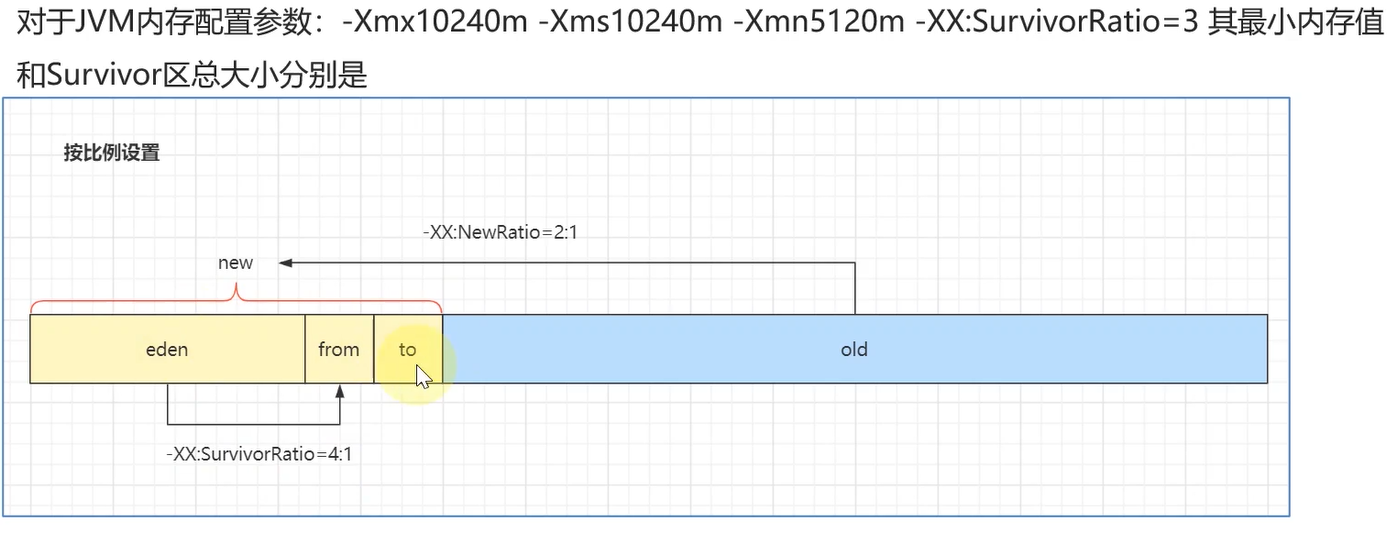 对于JVM内存配置参数：-Xmx10240m -Xms10240m -Xmn5120m -XX:SurvivorRatio=3 其最小内存值
和Survivor区总大小分别是
按比例设置
-XX:NewRatio=2:1
new
eden
from
to
old
-XX:SurvivorRatio=4:1